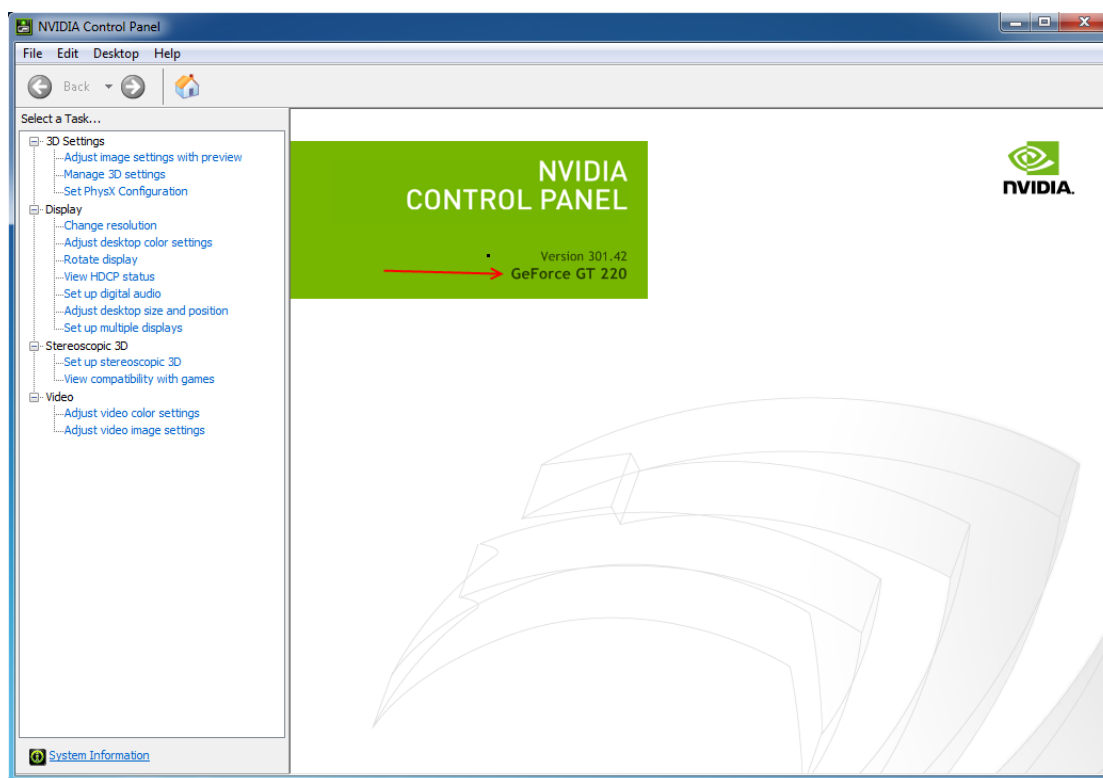 NVIDIA Control Panel
File Edit Desktop Help
Back
Select a Task...
3D Settings
Adjust image settings with preview
Manage 3D settings
Set PhysX Configuration
Display
Change resolution
Adjust desktop color settings
Rotate display
View HDCP status
Set up digital audio
Adjust desktop size and position
Set up multiple displays
Stereoscopic 3D
Set up stereoscopic 3D
View compatibility with games
Video
Adjust video color settings
Adjust video image settings
System Information
NVIDIA
CONTROL PANEL
Version 301.42
GeForce GT 220
NVIDIA.